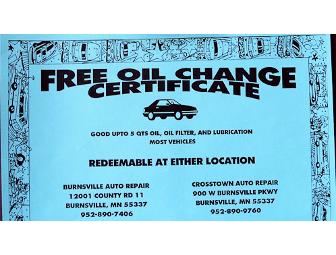 FREE OIL CHANGE
CERTIFICATE
GOOD UPTO 5 QTS OIL, OIL FILTER, AND LUBRICATION
MOST VEHICLES
REDEEMABLE AT EITHER LOCATION
BURNSVILLE AUTO REPAIR
12001 COUNTY RD 11
BURNSVILLE, MN 55337
952-890-7406
CROSSTOWN AUTO REPAIR
900 W BURNSVILLE PKWY
BURNSVILLE, MN 55337
952-890-9760